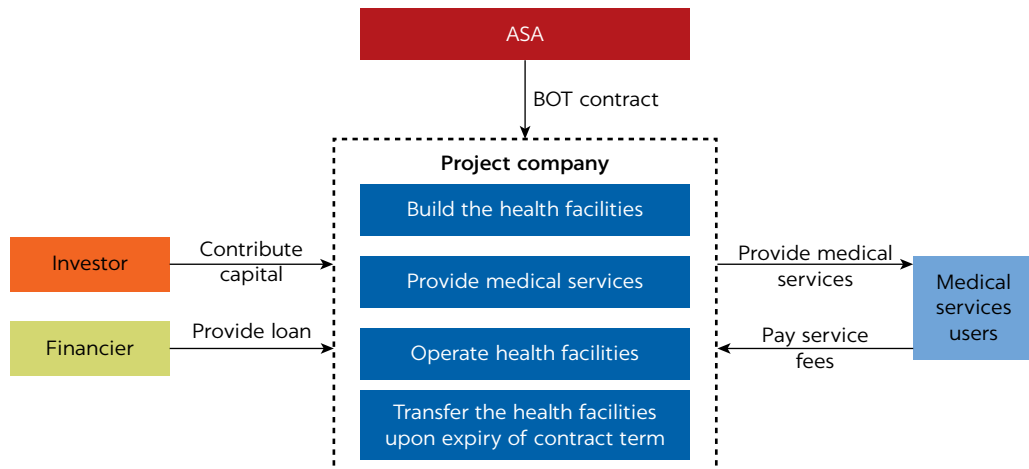 ASA
BOT contract
Project company
Build the health facilities
Investor
Contribute
capital
Provide medical services
Provide medical
services
Medical
services
users
Financier
Provide loan
Operate health facilities
Pay service
fees
Transfer the health facilities
upon expiry of contract term